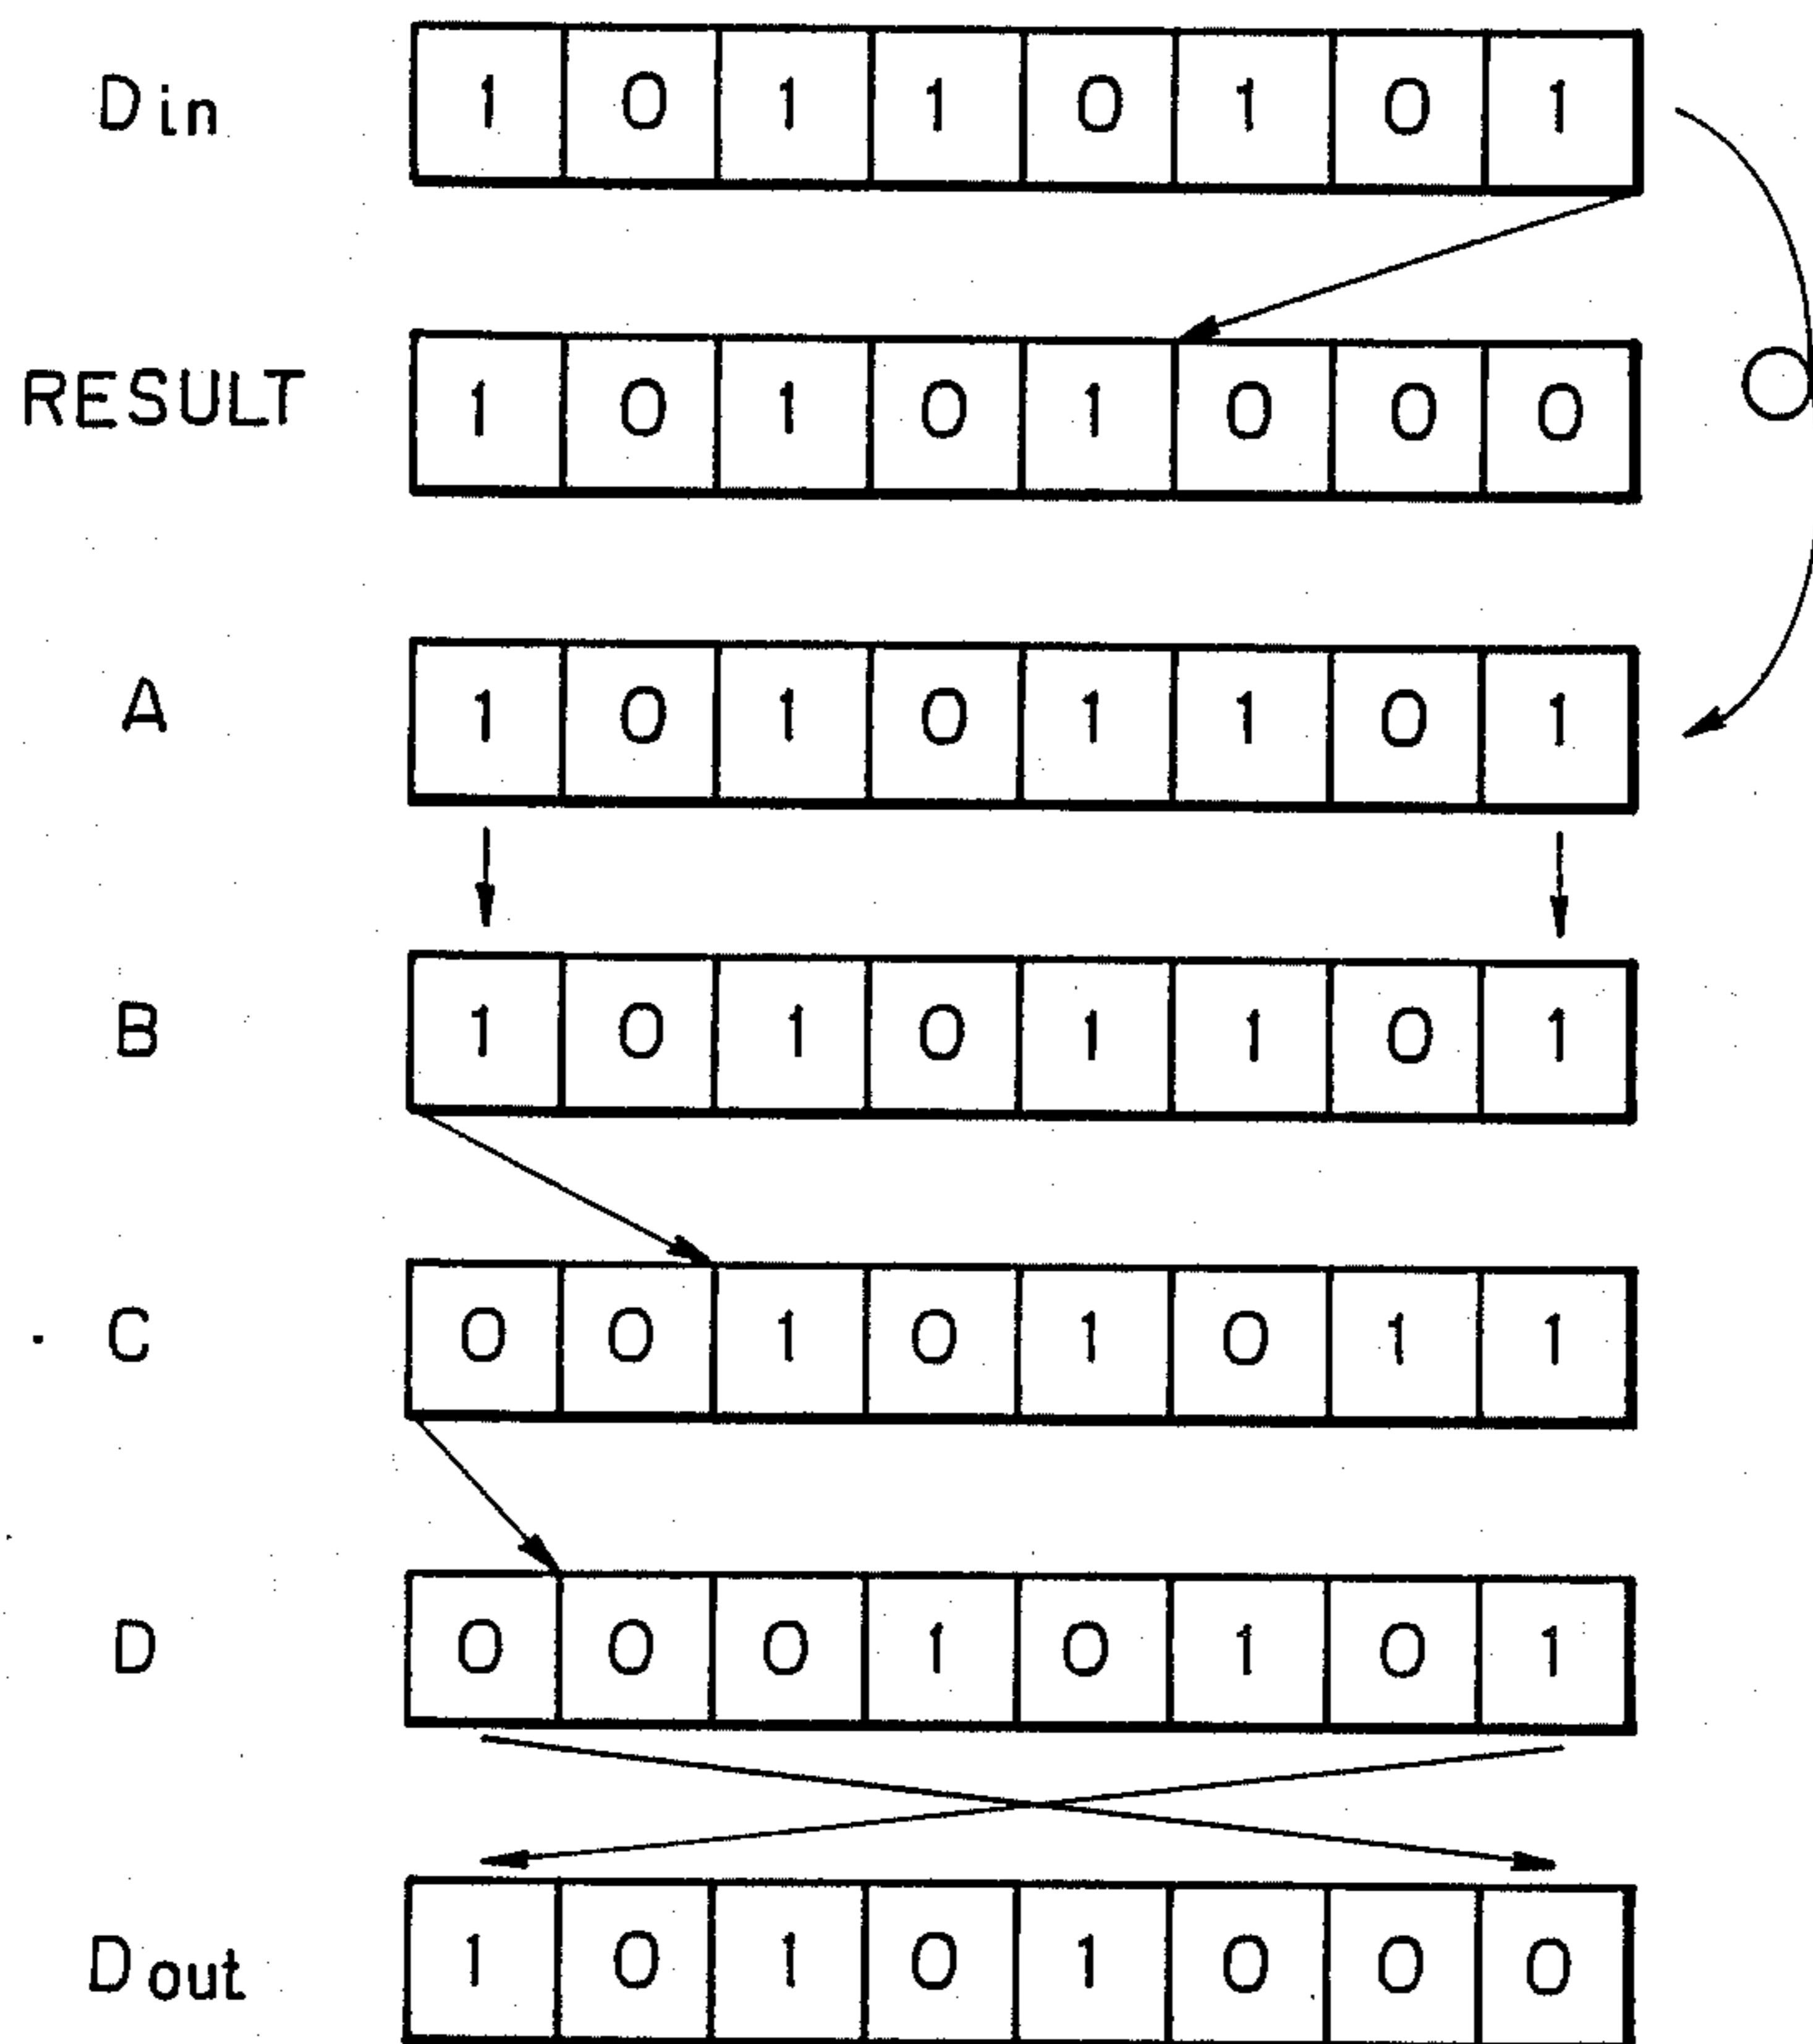 Din 1 0 1 1 0 1 0 1
RESULT 1 0 1 0 1 0 0 0
A 1 0 1 0 1 1 0 1
B 1 0 1 0 1 1 0 1
C 0 0 1 0 1 0 1 1
D 0 0 0 1 0 1 0 1
Dout 1 0 1 0 1 0 0 0